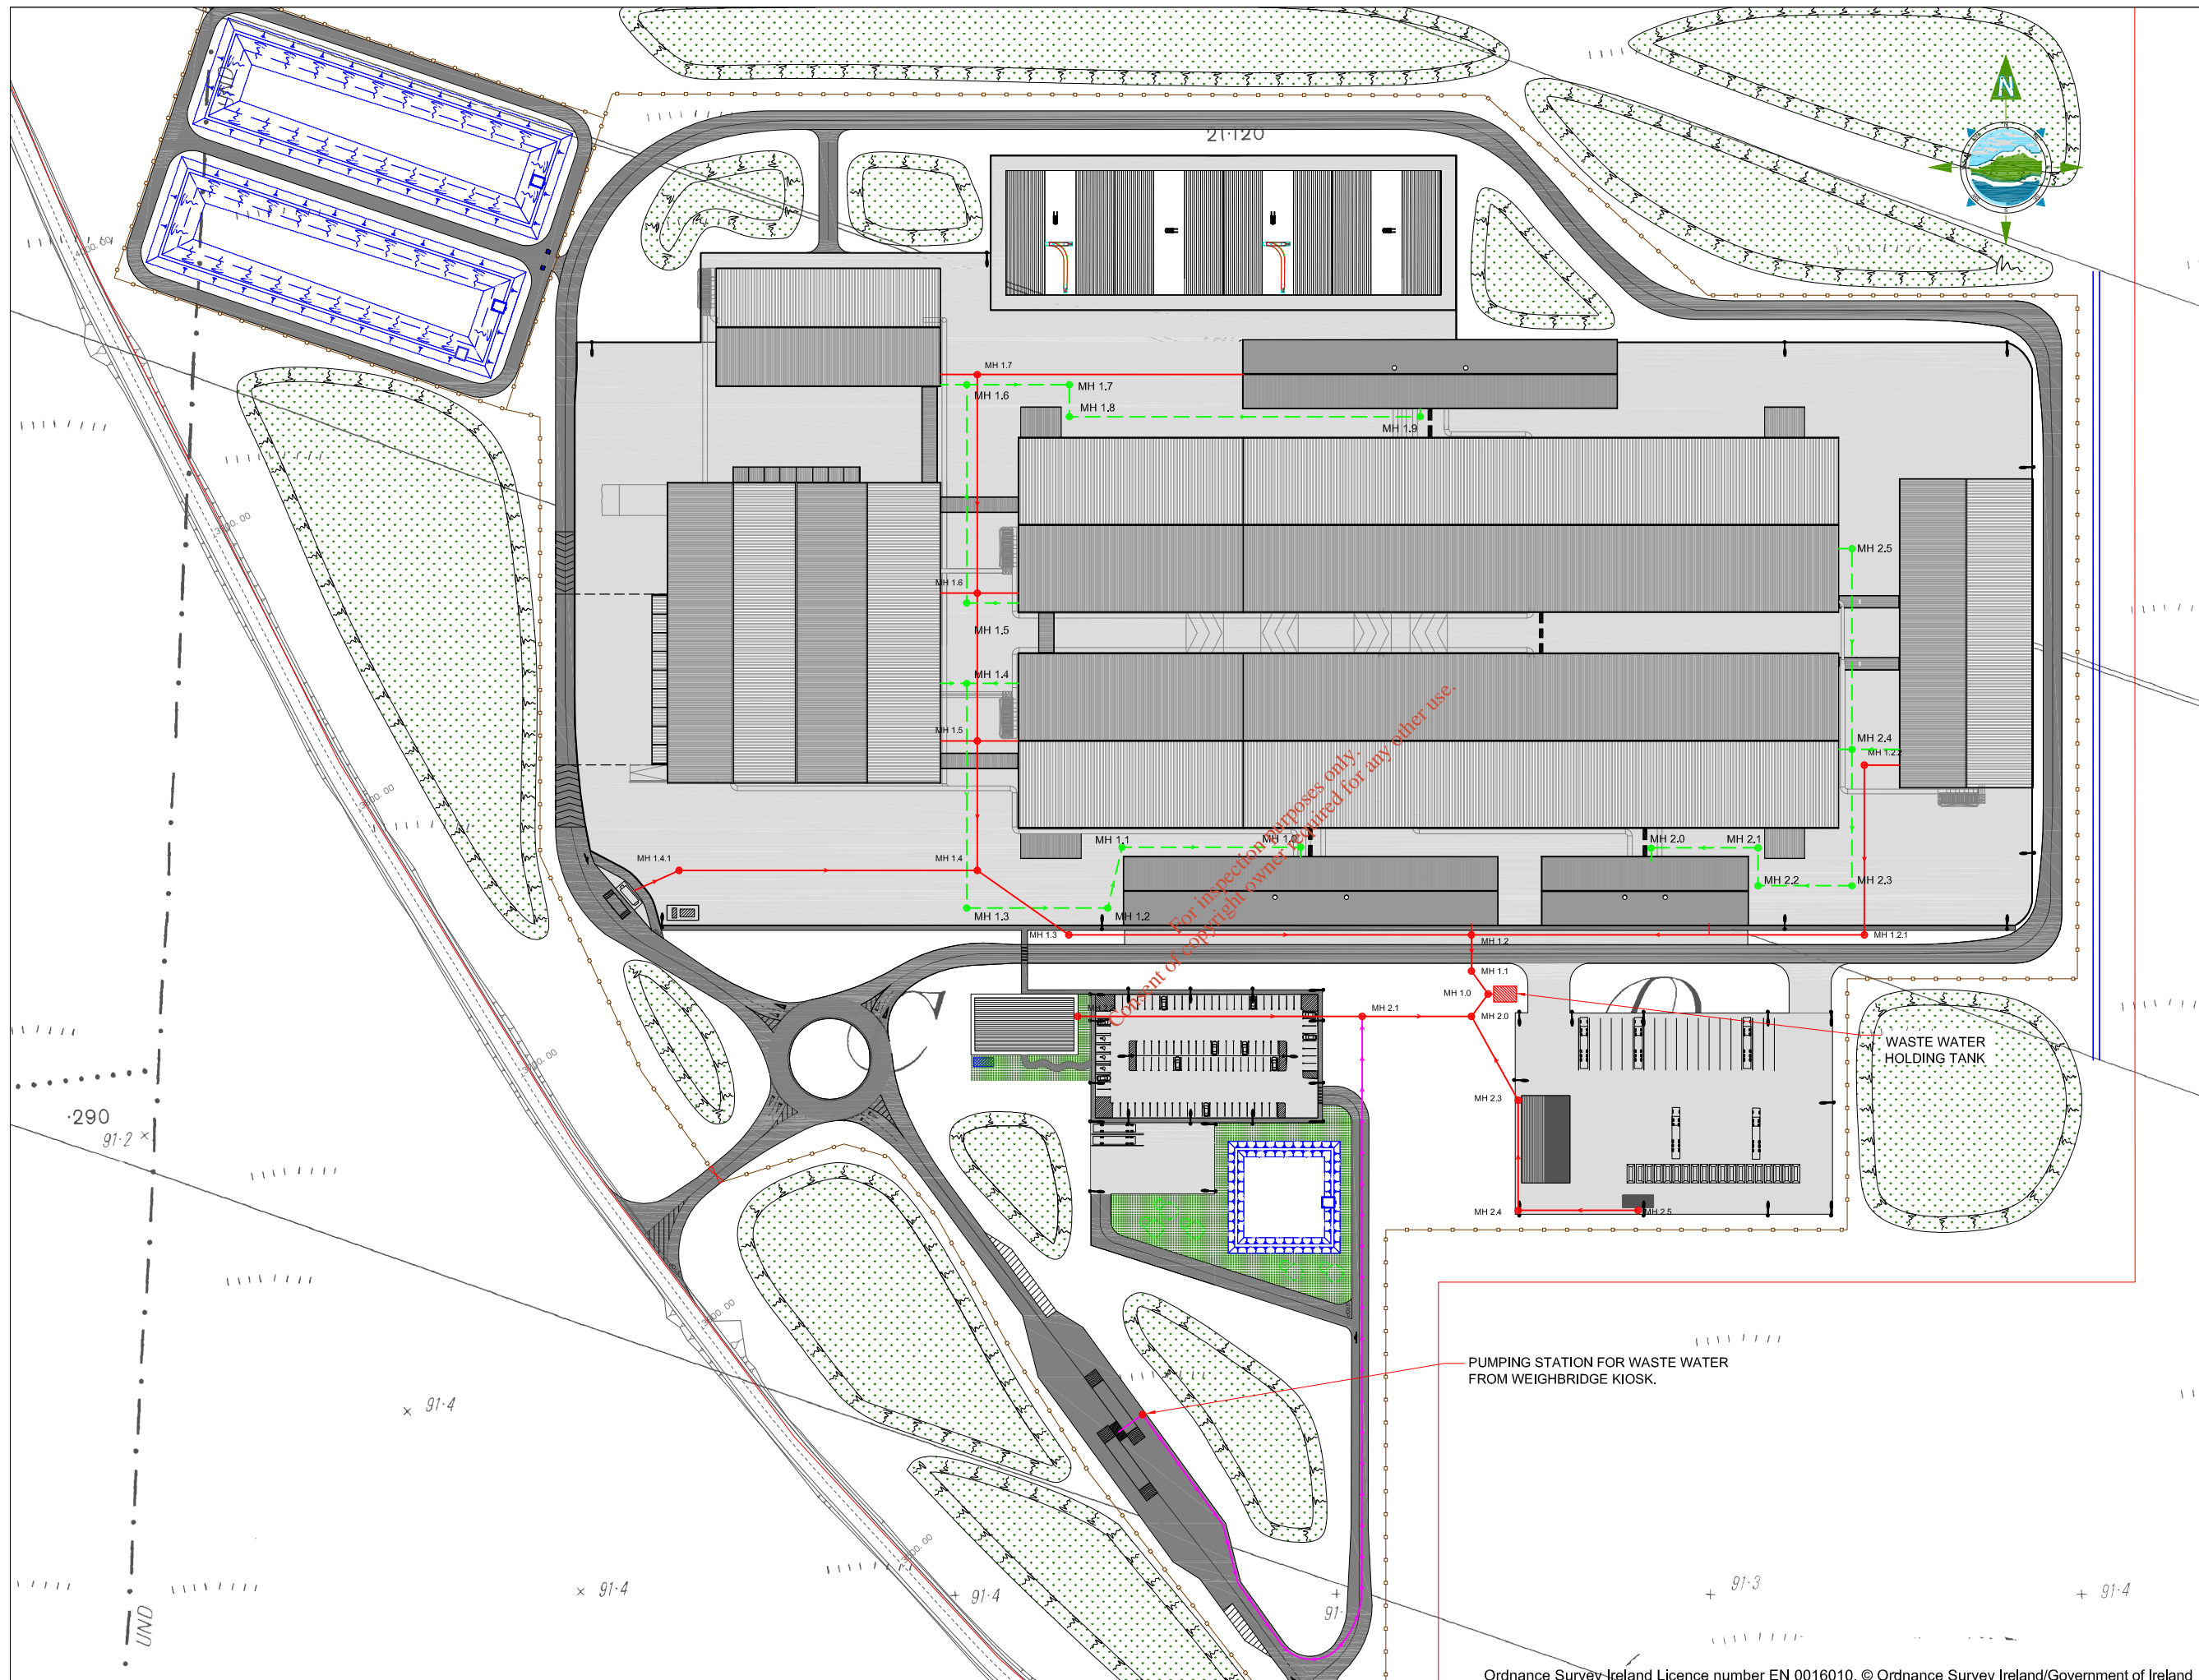 N
21·120
UND
4000.00
MH 1.7
MH 1.7
MH 1.6
MH 1.8
MH 1.9
3900.00
MH 2.5
MH 1.6
MH 1.5
MH 1.4
MH 1.5
MH 2.4
MH 1.2.2
3800.00
MH 1.1
MH 1.0
MH 2.0
MH 2.1
MH 1.4.1
MH 1.4
MH 2.2
MH 2.3
MH 1.3
MH 1.2
MH 1.3
MH 1.2
MH 1.2.1
MH 1.1
MH 1.0
MH 2.1
MH 2.0
C
WASTE WATER
HOLDING TANK
·290
91·2
MH 2.3
MH 2.4
MH 2.5
PUMPING STATION FOR WASTE WATER
FROM WEIGHBRIDGE KIOSK.
91·4
91·4
91·4
91·
91·3
91·4
UND
For inspection purposes only.
Consent of copyright owner required for any other use.
Ordnance Survey Ireland Licence number EN 0016010. © Ordnance Survey Ireland/Government of Ireland